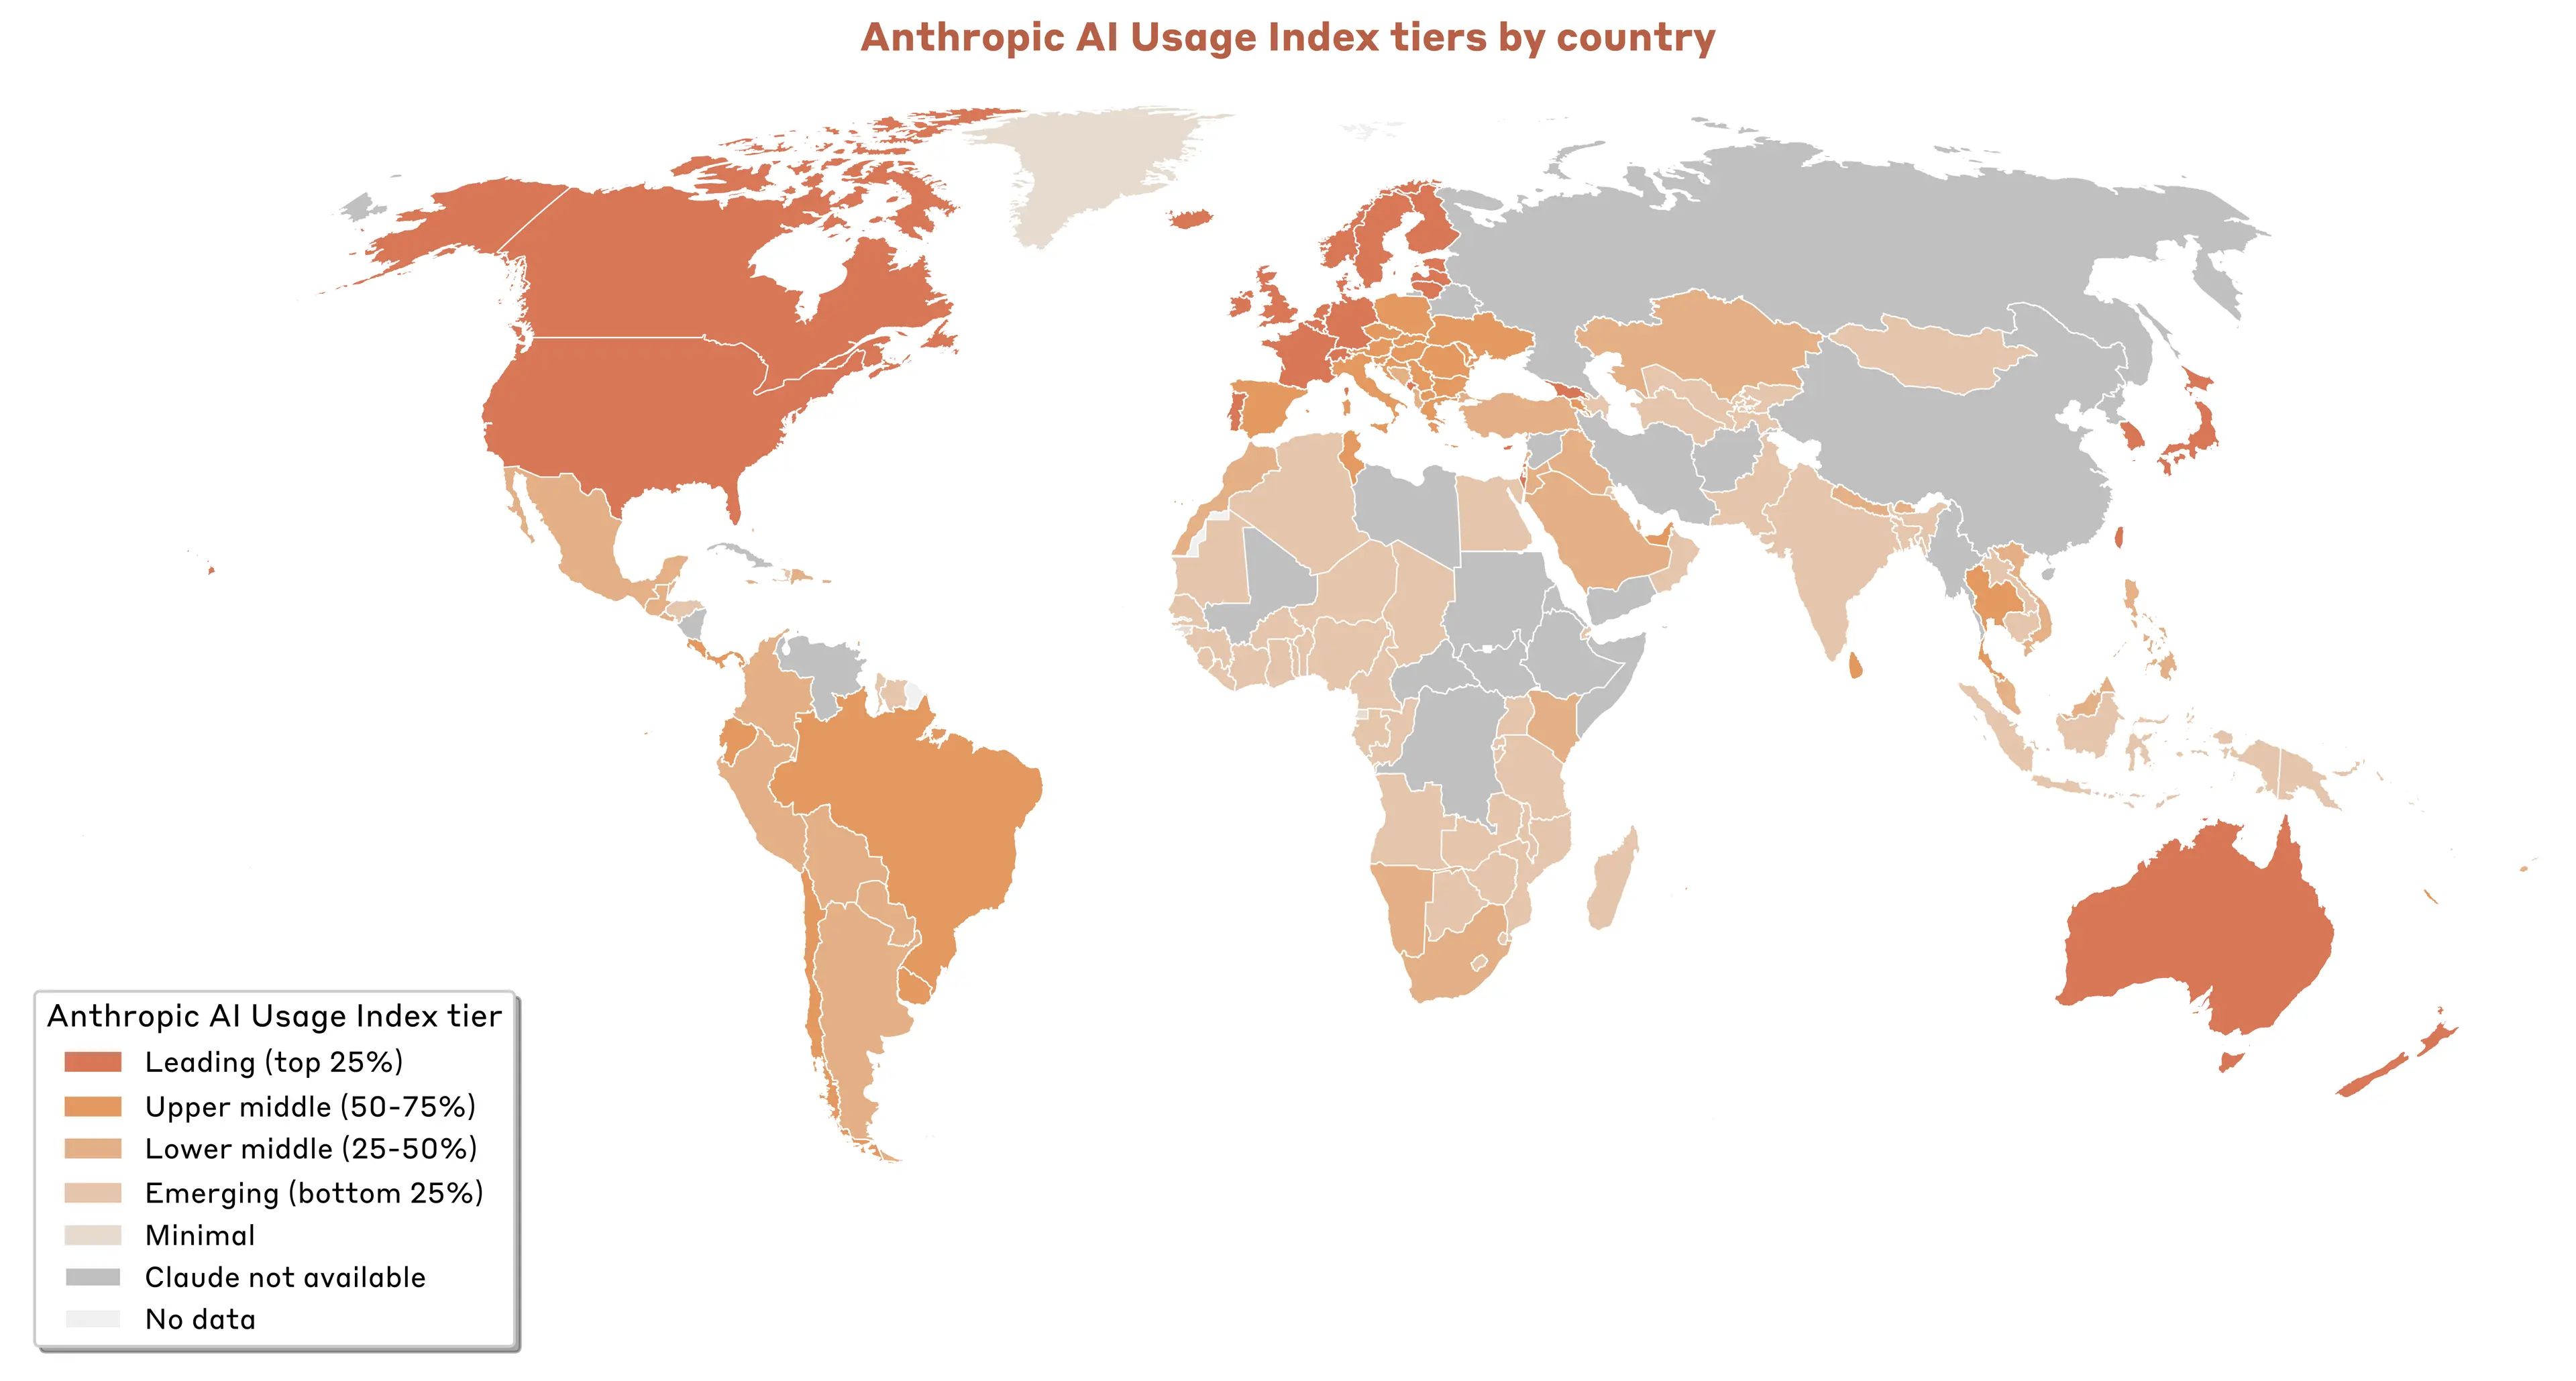 Anthropic AI Usage Index tiers by country
Anthropic AI Usage Index tier
Leading (top 25%)
Upper middle (50-75%)
Lower middle (25-50%)
Emerging (bottom 25%)
Minimal
Claude not available
No data